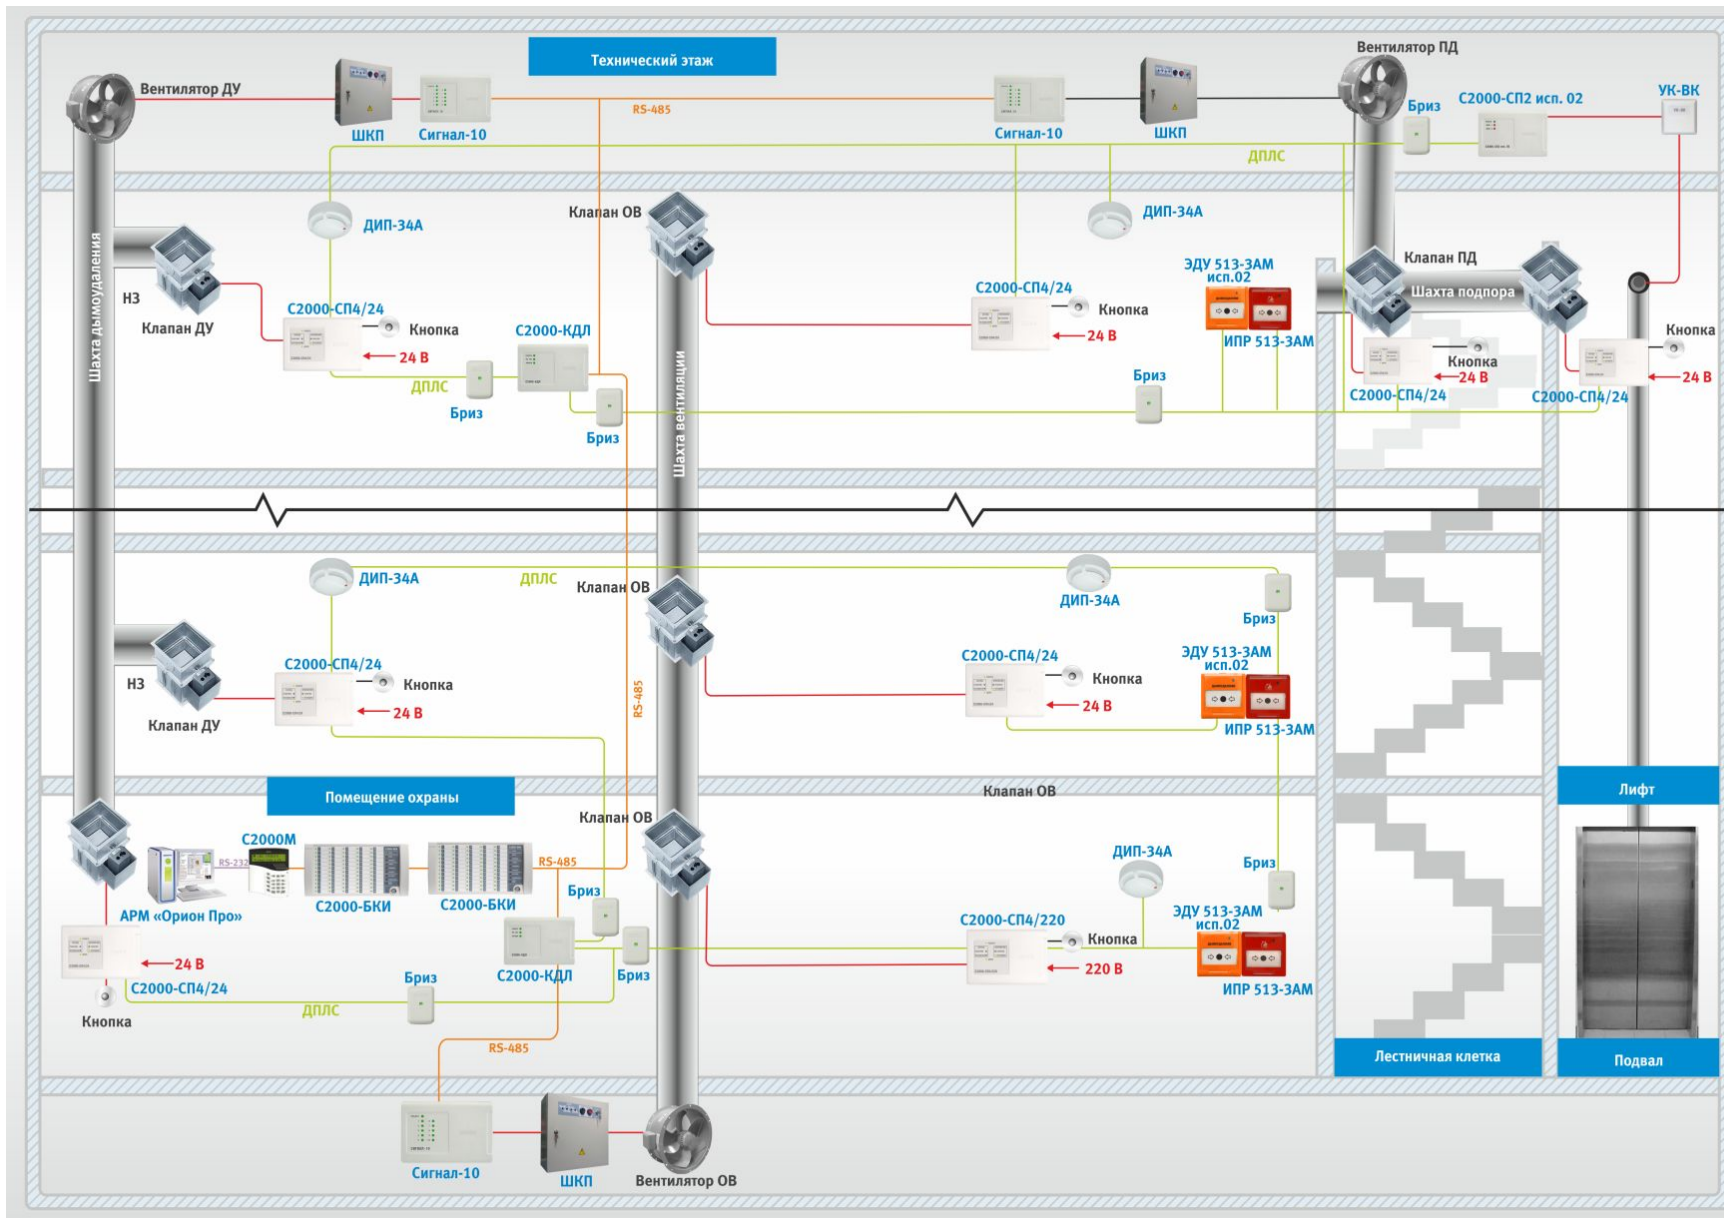 Технический этаж
Вентилятор ПД
Вентилятор ДУ
ШКП
Сигнал-10
RS-485
Сигнал-10
ШКП
Бриз
С2000-СП2 исп. 02
УК-ВК
ДПЛС
Шахта дымоудаления
ДИП-34А
Клапан ОВ
ДИП-34А
НЗ
Клапан ДУ
С2000-СП4/24
Кнопка
24 В
ДПЛС
Бриз
С2000-КДЛ
Бриз
Шахта вентиляции
С2000-СП4/24
Кнопка
24 В
ЭДУ 513-3АМ
исп.02
ИПР 513-3АМ
Бриз
Клапан ПД
Шахта подпора
Кнопка
24 В
С2000-СП4/24
Кнопка
24 В
С2000-СП4/24
ДИП-34А
ДПЛС
Клапан ОВ
ДИП-34А
Бриз
НЗ
Клапан ДУ
С2000-СП4/24
Кнопка
24 В
RS-485
С2000-СП4/24
Кнопка
24 В
ЭДУ 513-3АМ
исп.02
ИПР 513-3АМ
Помещение охраны
Клапан ОВ
Клапан ОВ
Лифт
АРМ «Орион Про»
RS-232
С2000М
С2000-БКИ
С2000-БКИ
RS-485
Бриз
С2000-КДЛ
Бриз
24 В
С2000-СП4/24
Кнопка
ДПЛС
Бриз
RS-485
С2000-СП4/220
Кнопка
220 В
ДИП-34А
Бриз
ЭДУ 513-3АМ
исп.02
ИПР 513-3АМ
Лестничная клетка
Подвал
Сигнал-10
ШКП
Вентилятор ОВ